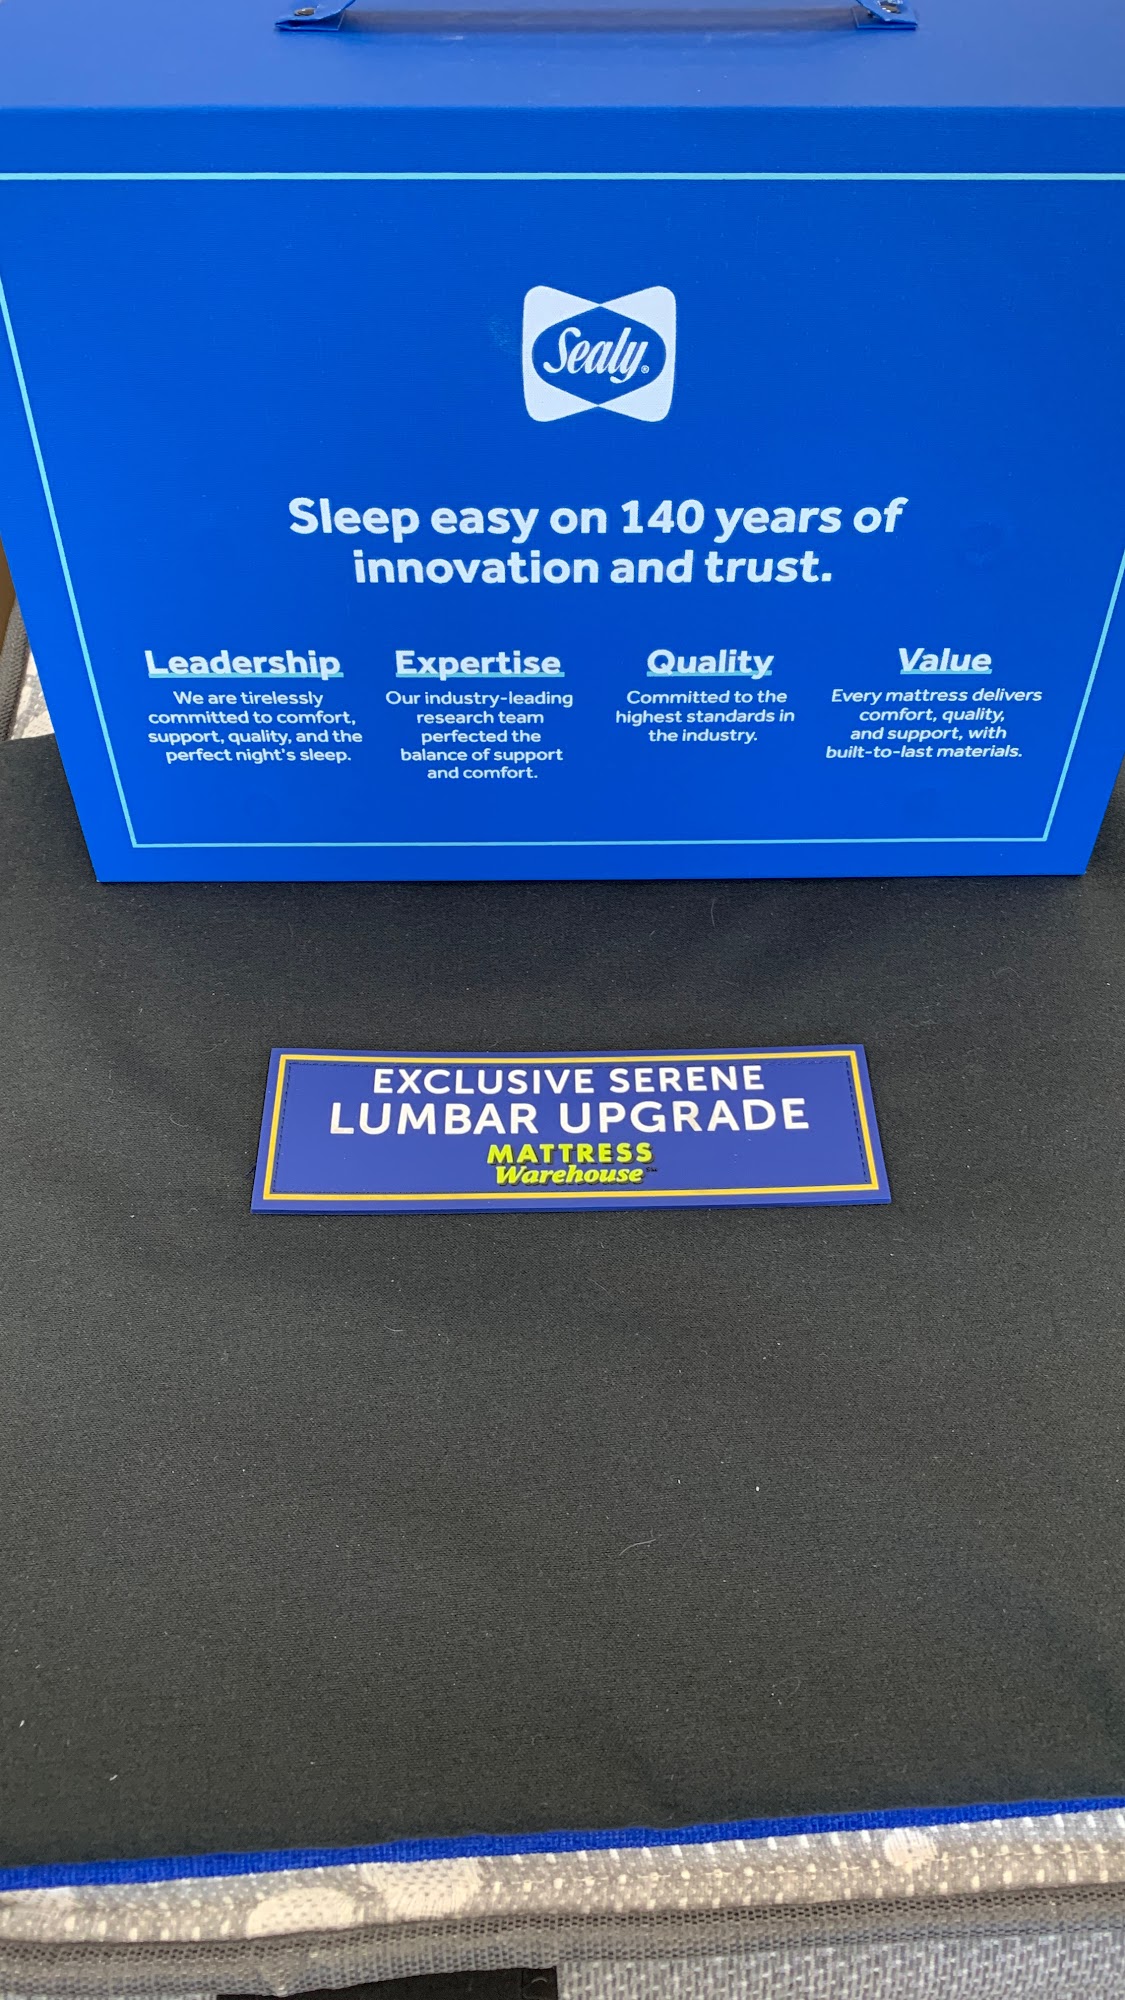 Sealy®
Sleep easy on 140 years of
innovation and trust.
Leadership
We are tirelessly
committed to comfort,
support, quality, and the
perfect night's sleep.
Expertise
Our industry-leading
research team
perfected the
balance of support
and comfort.
Quality
Committed to the
highest standards in
the industry.
Value
Every mattress delivers
comfort, quality,
and support, with
built-to-last materials.
EXCLUSIVE SERENE
LUMBAR UPGRADE
MATTRESS
Warehouse℠